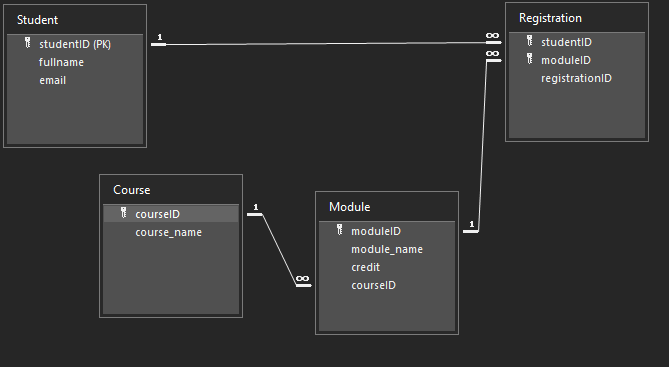 Student
studentID (PK)
fullname
email
1
∞
Registration
studentID
moduleID
registrationID
∞
Course
courseID
course_name
1
∞
Module
moduleID
module_name
credit
courseID
1